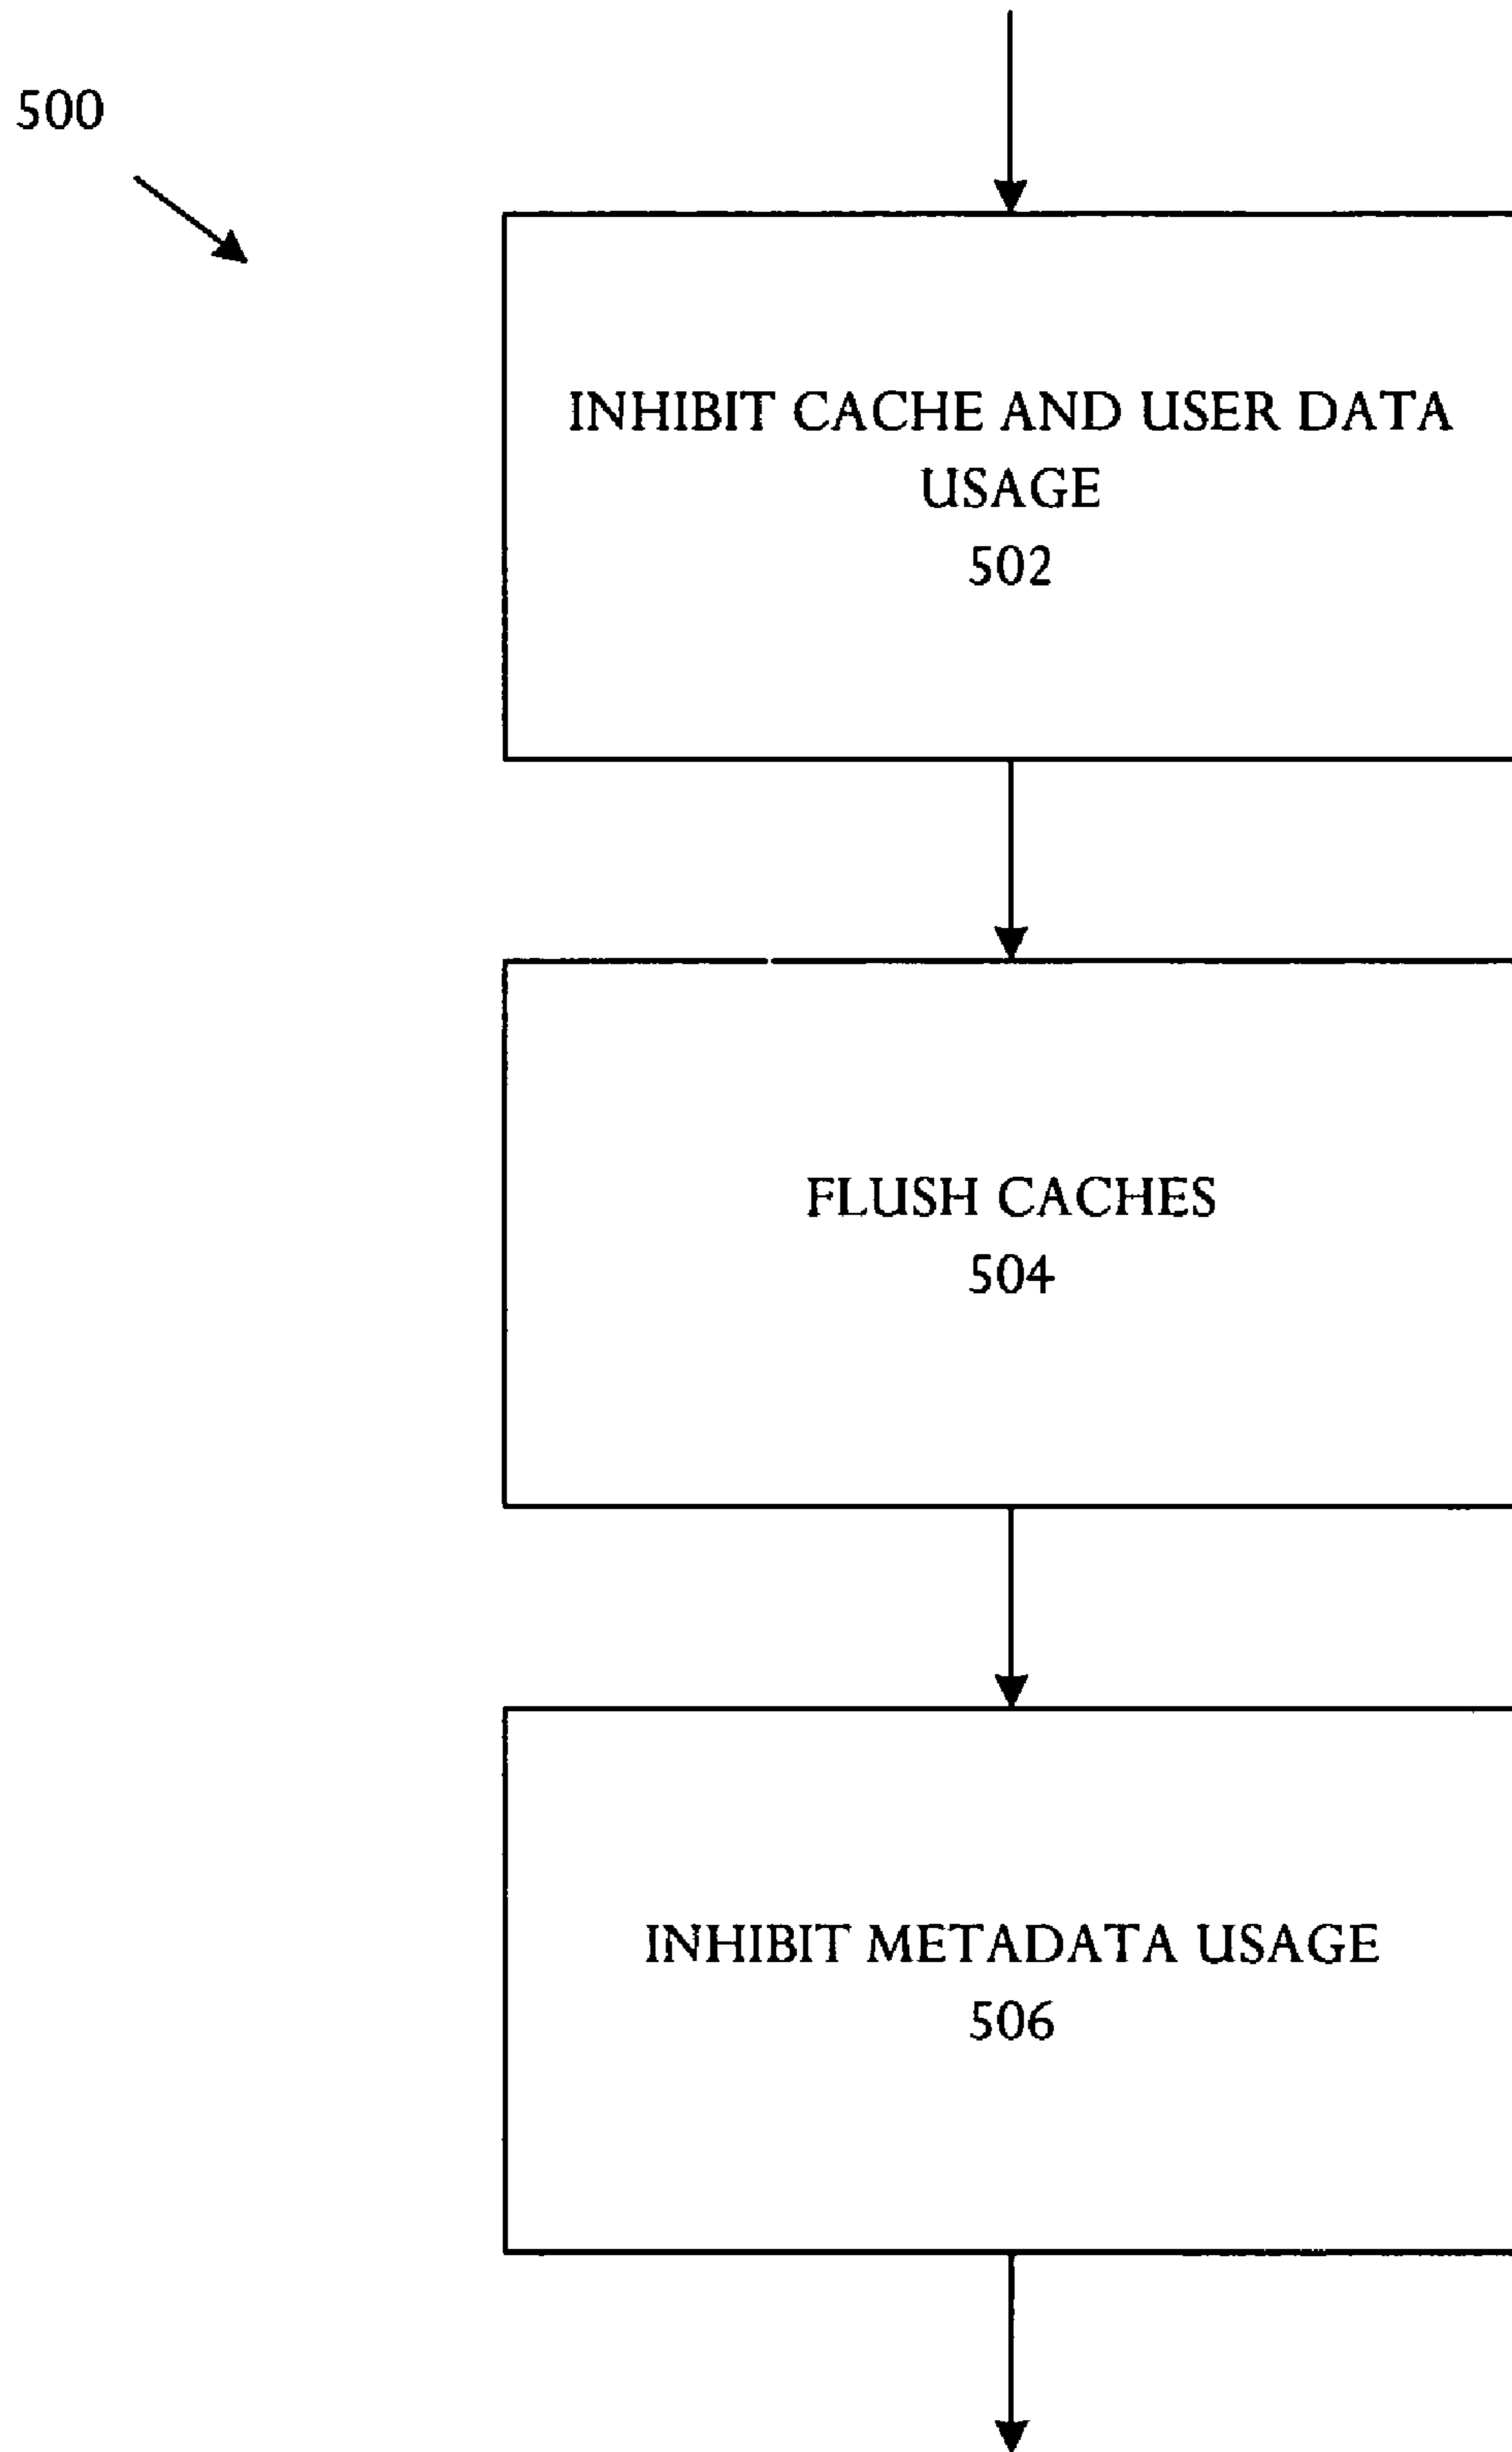 500
INHIBIT CACHE AND USER DATA
USAGE
502
FLUSH CACHES
504
INHIBIT METADATA USAGE
506